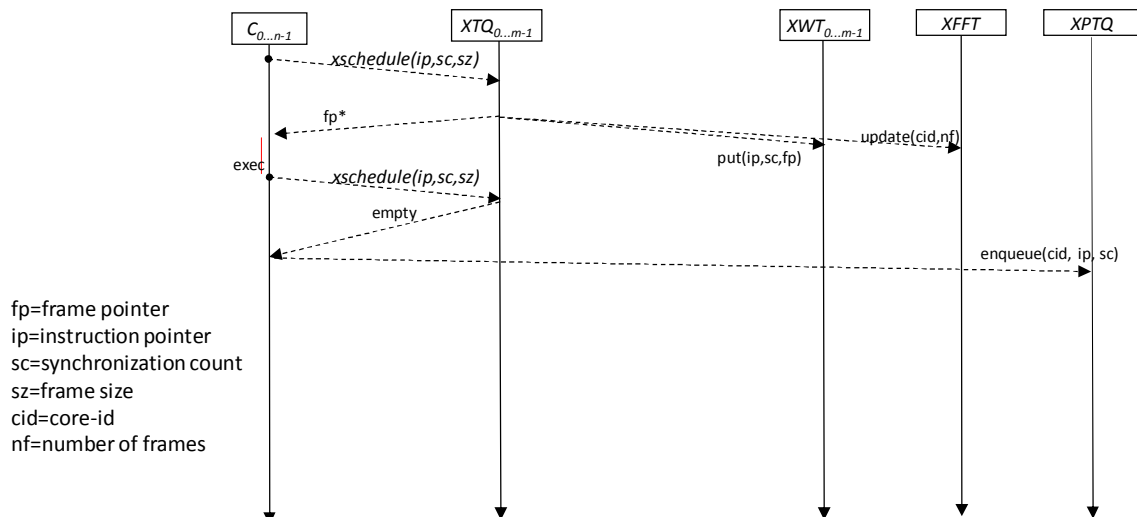 C0...n-1
XTQ0...m-1
XWT0...m-1
XFFT
XPTQ
xschedule(ip,sc,sz)
fp*
update(cid,nf)
put(ip,sc,fp)
exec
xschedule(ip,sc,sz)
empty
enqueue(cid, ip, sc)
fp=frame pointer
ip=instruction pointer
sc=synchronization count
sz=frame size
cid=core-id
nf=number of frames